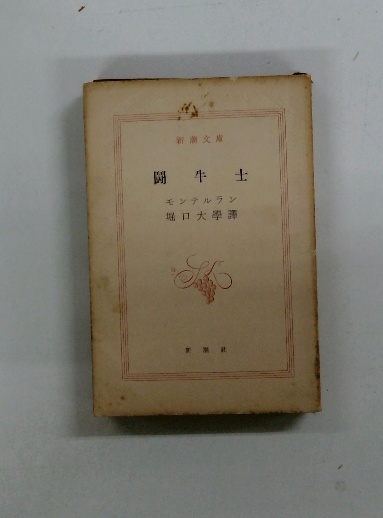 新潮文庫
闘牛士
モンテルラン
堀口大學譯
新潮社